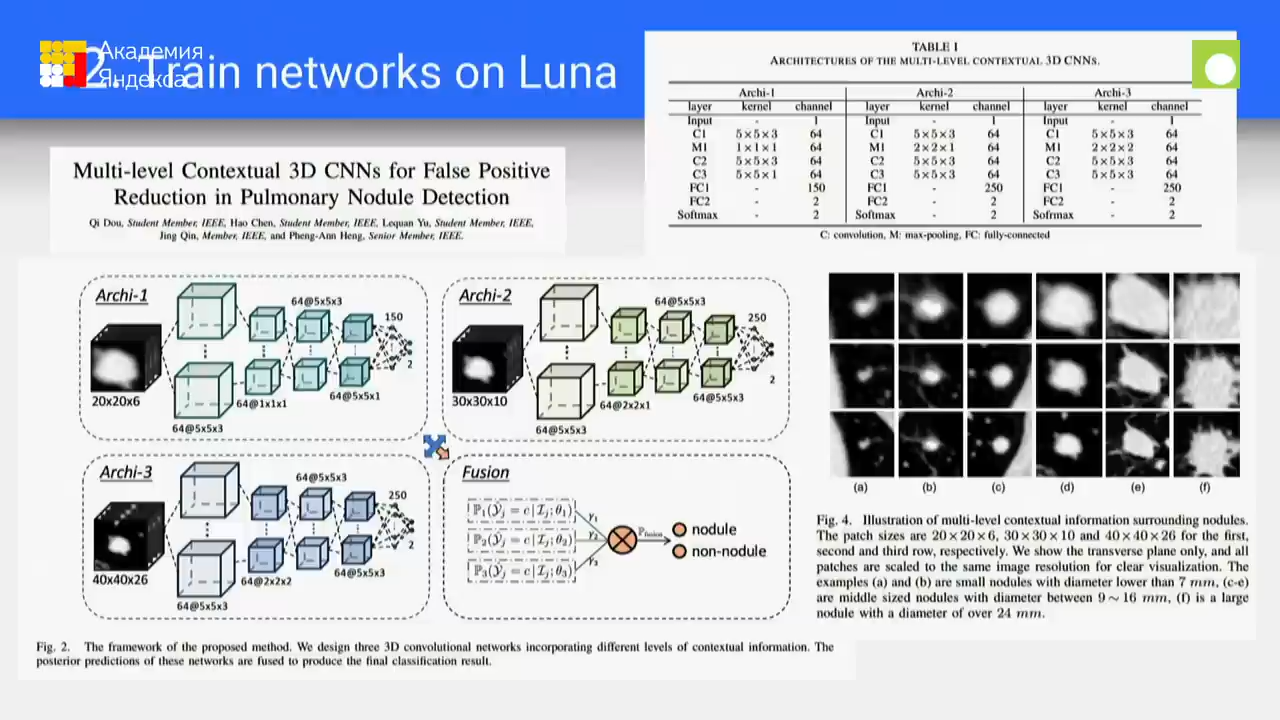 Академия
Яндекса
2. Train networks on Luna
TABLE I
ARCHITECTURES OF THE MULTI-LEVEL CONTEXTUAL 3D CNNS.
Archi-1 Archi-2 Archi-3
layer kernel channel layer kernel channel layer kernel channel
Input - 1 Input - 1 Input - 1
C1 5×5×3 64 C1 5×5×3 64 C1 5×5×3 64
M1 1×1×1 64 M1 2×2×1 64 M1 2×2×2 64
C2 5×5×3 64 C2 5×5×3 64 C2 5×5×3 64
C3 5×5×1 64 C3 5×5×3 64 C3 5×5×3 64
FC1 - 150 FC1 - 250 FC1 - 250
FC2 - 2 FC2 - 2 FC2 - 2
Softmax - 2 Softmax - 2 Softmax - 2
C: convolution, M: max-pooling, FC: fully-connected
Multi-level Contextual 3D CNNs for False Positive
Reduction in Pulmonary Nodule Detection
Qi Dou, Student Member, IEEE, Hao Chen, Student Member, IEEE, Lequan Yu, Student Member, IEEE,
Jing Qin, Member, IEEE, and Pheng-Ann Heng, Senior Member, IEEE.
Archi-1
64@5x5x3
150
2
20x20x6
64@1x1x1
64@5x5x1
64@5x5x3
Archi-2
64@5x5x3
250
2
30x30x10
64@2x2x1
64@5x5x3
64@5x5x3
Archi-3
64@5x5x3
250
2
40x40x26
64@2x2x2
64@5x5x3
64@5x5x3
Fusion
ℙ₁(Ŷⱼ = c | Iⱼ; θ₁)
γ₁
ℙ₂(Ŷⱼ = c | Iⱼ; θ₂)
γ₂
ℙ₃(Ŷⱼ = c | Iⱼ; θ₃)
γ₃
ℙfusion
nodule
non-nodule
(a) (b) (c) (d) (e) (f)
Fig. 4. Illustration of multi-level contextual information surrounding nodules.
The patch sizes are 20×20×6, 30×30×10 and 40×40×26 for the first,
second and third row, respectively. We show the transverse plane only, and all
patches are scaled to the same image resolution for clear visualization. The
examples (a) and (b) are small nodules with diameter lower than 7 mm, (c-e)
are middle sized nodules with diameter between 9 ~ 16 mm, (f) is a large
nodule with a diameter of over 24 mm.
Fig. 2. The framework of the proposed method. We design three 3D convolutional networks incorporating different levels of contextual information. The
posterior predictions of these networks are fused to produce the final classification result.